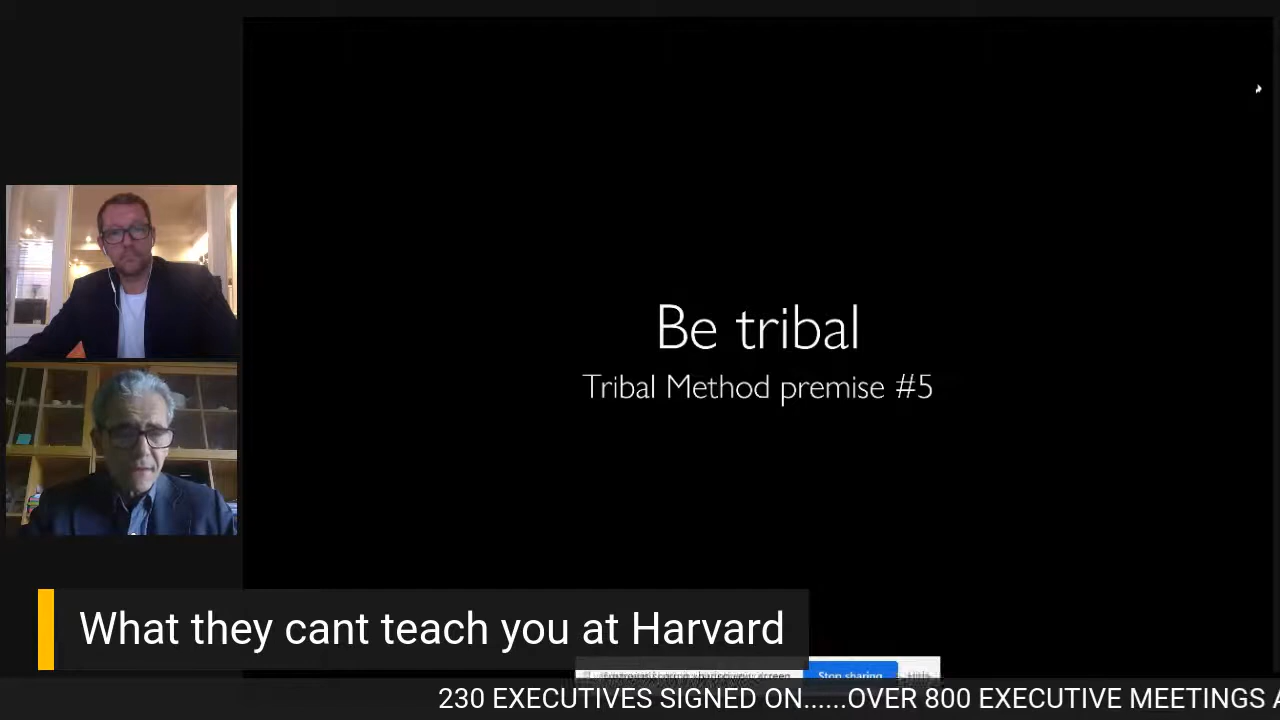 Be tribal
Tribal Method premise #5
What they cant teach you at Harvard
Stop sharing
230 EXECUTIVES SIGNED ON......OVER 800 EXECUTIVE MEETINGS A